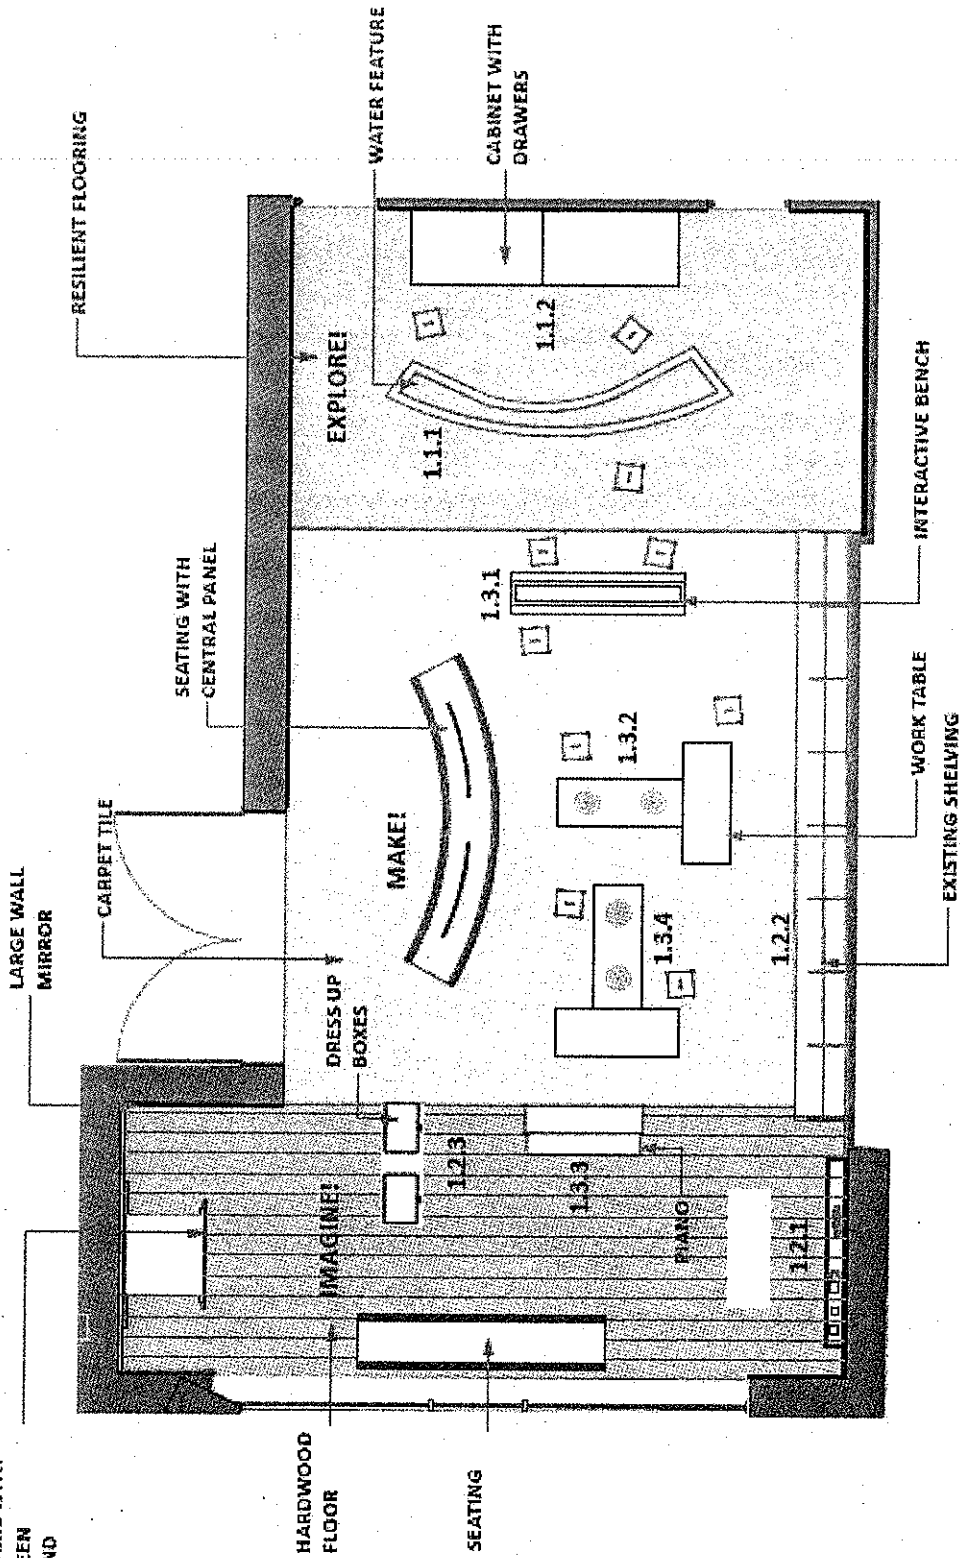 LARGE WALL
MIRROR
CARPET TILE
SEATING WITH
CENTRAL PANEL
RESILIENT FLOORING
WATER FEATURE
CABINET WITH
DRAWERS
EEN
ND
HARDWOOD
FLOOR
SEATING
IMAGINE!
DRESS UP
BOXES
1.2.3
1.3.3
PIANO
1.2.1
MAKE!
1.3.1
1.3.2
1.3.4
1.2.2
EXPLORE!
1.1.1
1.1.2
INTERACTIVE BENCH
WORK TABLE
EXISTING SHELVING